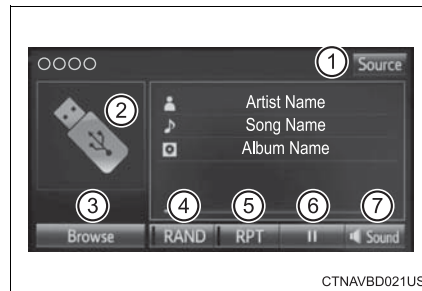 ○○○○ 1 Source
2 Artist Name
Song Name
Album Name
3 4 5 6 7
Browse RAND RPT Sound
CTNAVBD021US